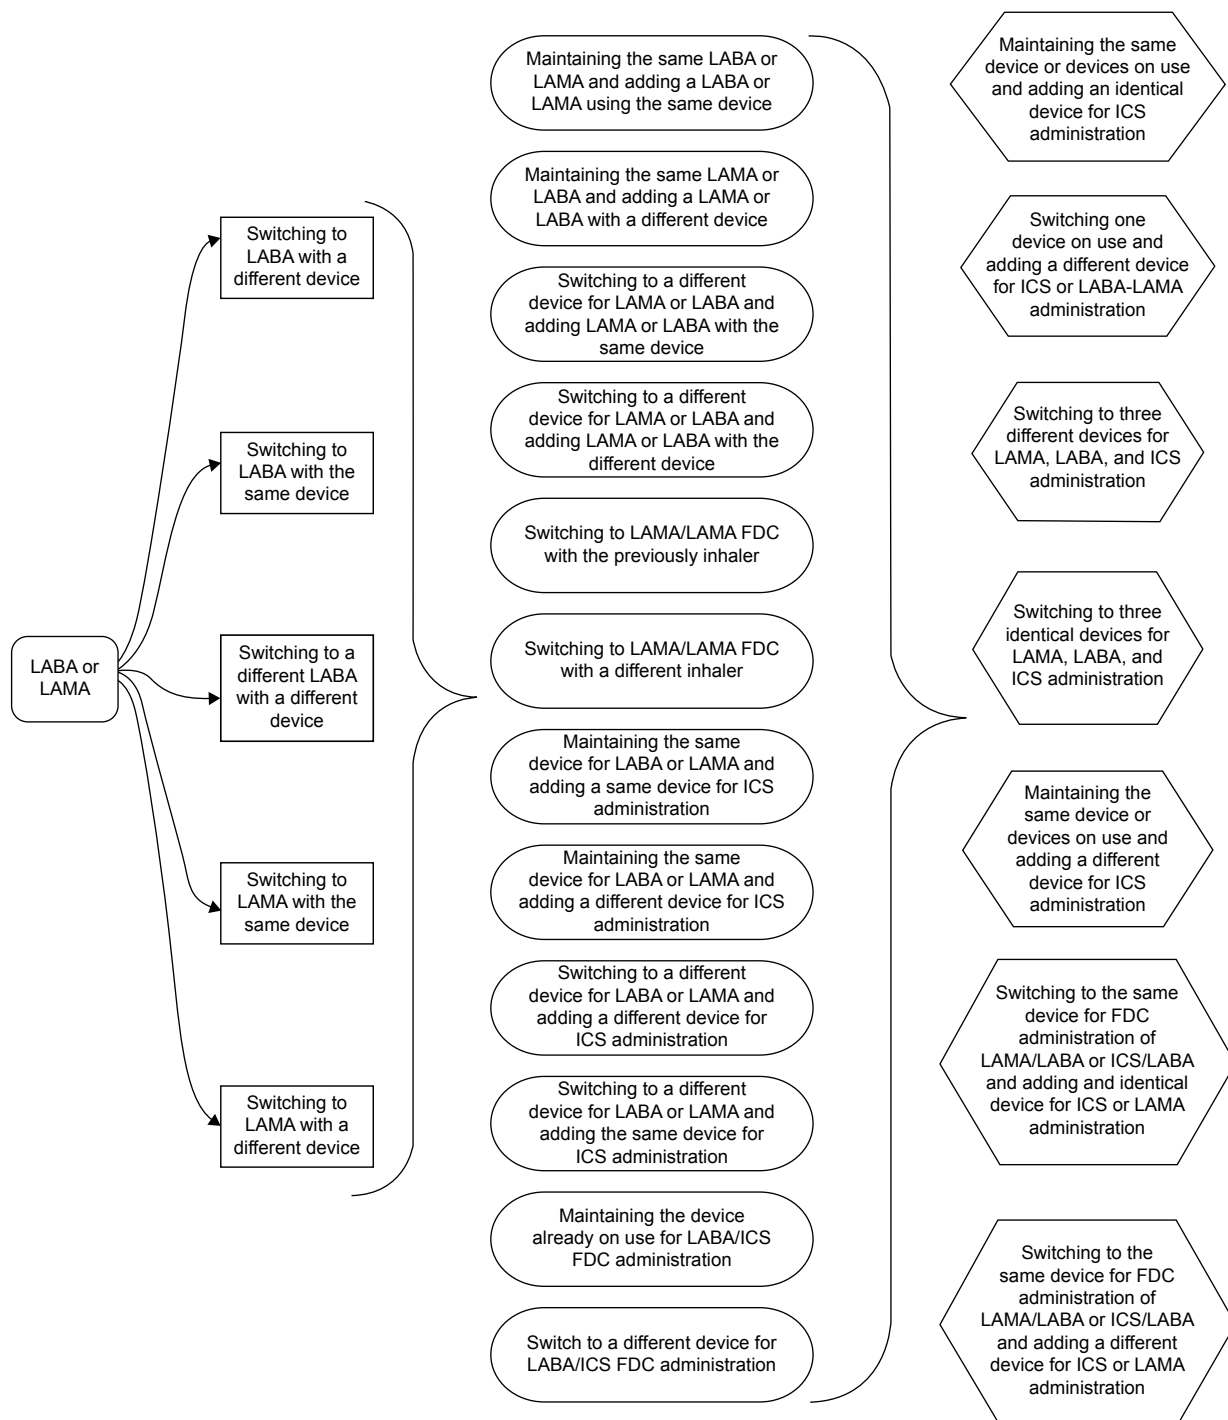 LABA or
LAMA
Switching to
LABA with a
different device
Switching to
LABA with the
same device
Switching to a
different LABA
with a different
device
Switching to
LAMA with the
same device
Switching to
LAMA with a
different device
Maintaining the same LABA or
LAMA and adding a LABA or
LAMA using the same device
Maintaining the same LAMA or
LABA and adding a LAMA or
LABA with a different device
Switching to a different
device for LAMA or LABA and
adding LAMA or LABA with the
same device
Switching to a different
device for LAMA or LABA and
adding LAMA or LABA with the
different device
Switching to LAMA/LAMA FDC
with the previously inhaler
Switching to LAMA/LAMA FDC
with a different inhaler
Maintaining the same
device for LABA or LAMA and
adding a same device for ICS
administration
Maintaining the same
device for LABA or LAMA and
adding a different device for ICS
administration
Switching to a different
device for LABA or LAMA and
adding a different device for
ICS administration
Switching to a different
device for LABA or LAMA and
adding the same device for
ICS administration
Maintaining the device
already on use for LABA/ICS
FDC administration
Switch to a different device for
LABA/ICS FDC administration
Maintaining the same
device or devices on use
and adding an identical
device for ICS
administration
Switching one
device on use and
adding a different device
for ICS or LABA-LAMA
administration
Switching to three
different devices for
LAMA, LABA, and ICS
administration
Switching to three
identical devices for
LAMA, LABA, and
ICS administration
Maintaining the
same device or
devices on use and
adding a different
device for ICS
administration
Switching to the same
device for FDC
administration of
LAMA/LABA or ICS/LABA
and adding and identical
device for ICS or LAMA
administration
Switching to the
same device for FDC
administration of
LAMA/LABA or ICS/LABA
and adding a different
device for ICS or LAMA
administration